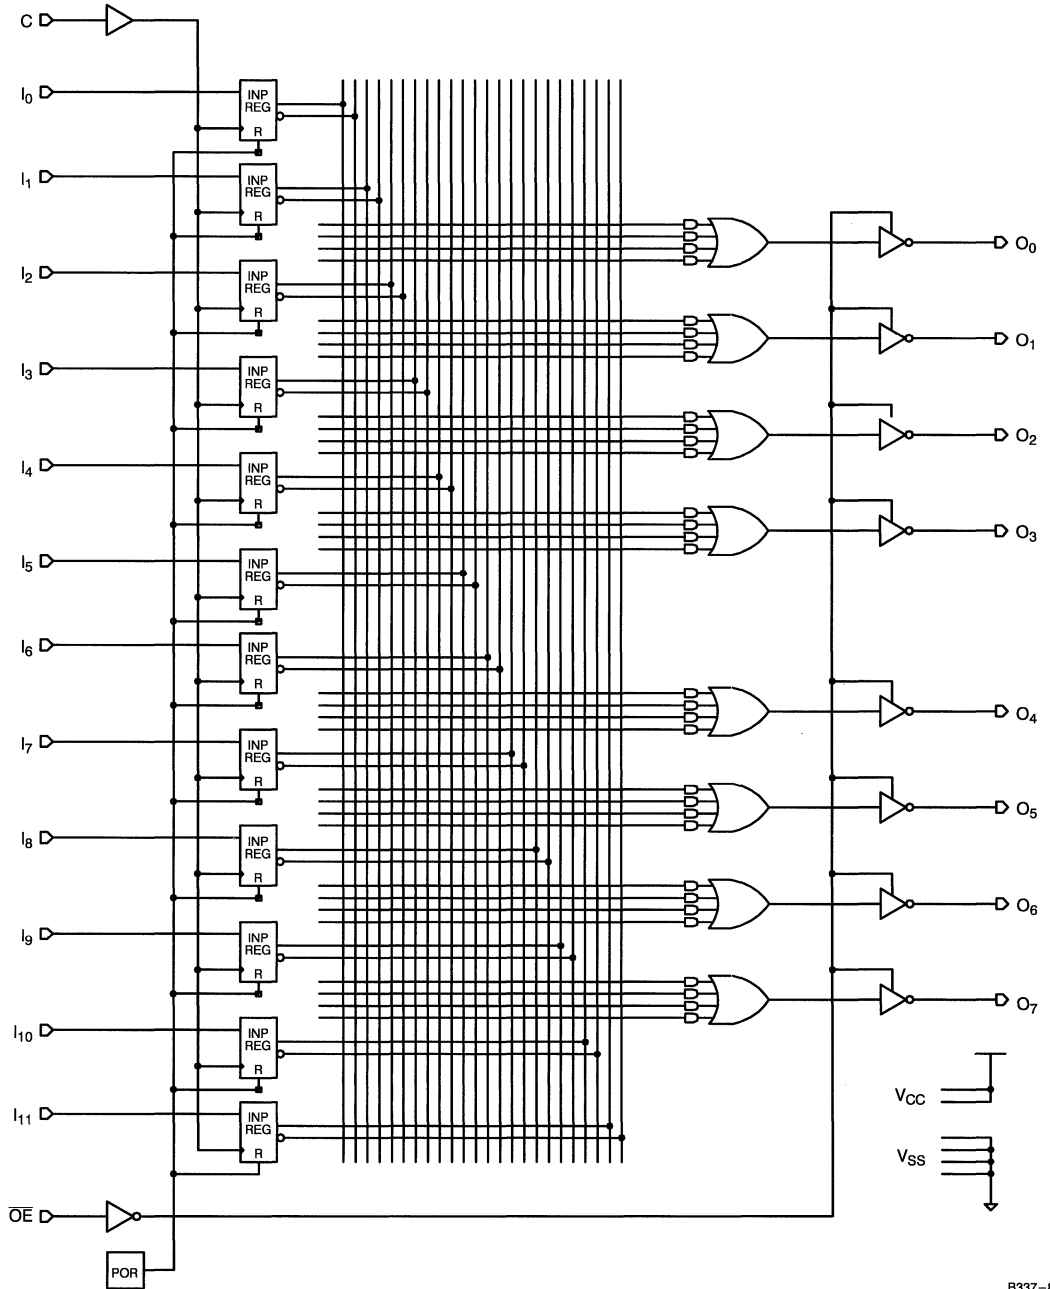 C
I0
INP
REG
R
I1
INP
REG
R
O0
I2
INP
REG
R
O1
I3
INP
REG
R
O2
I4
INP
REG
R
O3
I5
INP
REG
R
I6
INP
REG
R
O4
I7
INP
REG
R
O5
I8
INP
REG
R
O6
I9
INP
REG
R
O7
I10
INP
REG
R
VCC
I11
INP
REG
R
VSS
OE
POR